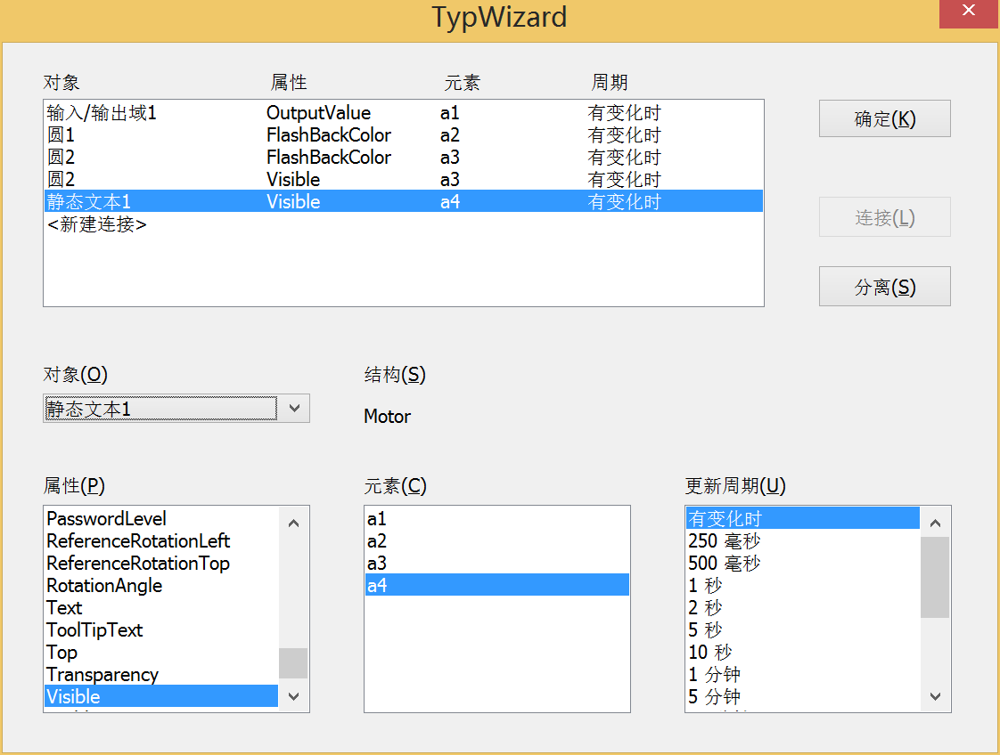 TypWizard
对象 属性 元素 周期
输入/输出域1 OutputValue a1 有变化时
圆1 FlashBackColor a2 有变化时
圆2 FlashBackColor a3 有变化时
圆2 Visible a3 有变化时
静态文本1 Visible a4 有变化时
<新建连接>
确定(K)
连接(L)
分离(S)
对象(O) 结构(S)
静态文本1 Motor
属性(P) 元素(C) 更新周期(U)
PasswordLevel a1 有变化时
ReferenceRotationLeft a2 250 毫秒
ReferenceRotationTop a3 500 毫秒
RotationAngle a4 1 秒
Text 2 秒
ToolTipText 5 秒
Top 10 秒
Transparency 1 分钟
Visible 5 分钟